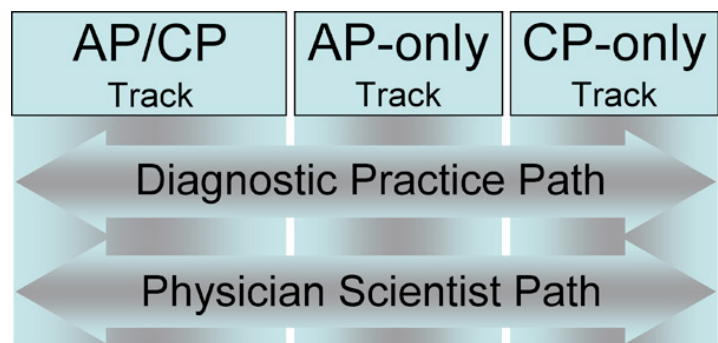 AP/CP
Track
AP-only
Track
CP-only
Track
Diagnostic Practice Path
Physician Scientist Path